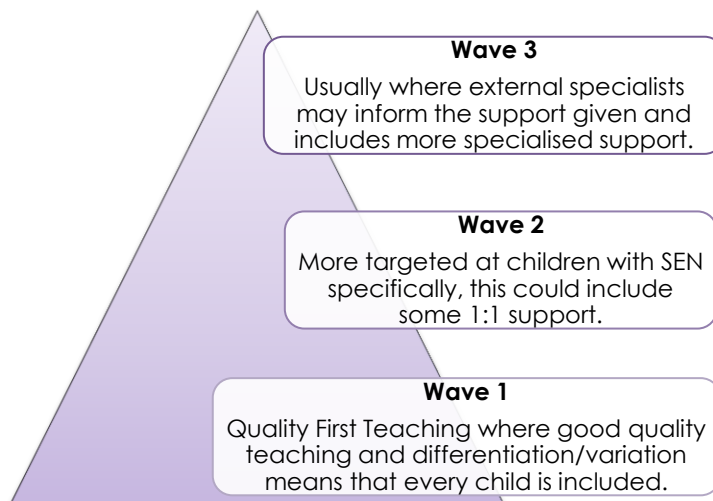 Wave 3
Usually where external specialists
may inform the support given and
includes more specialised support.
Wave 2
More targeted at children with SEN
specifically, this could include
some 1:1 support.
Wave 1
Quality First Teaching where good quality
teaching and differentiation/variation
means that every child is included.